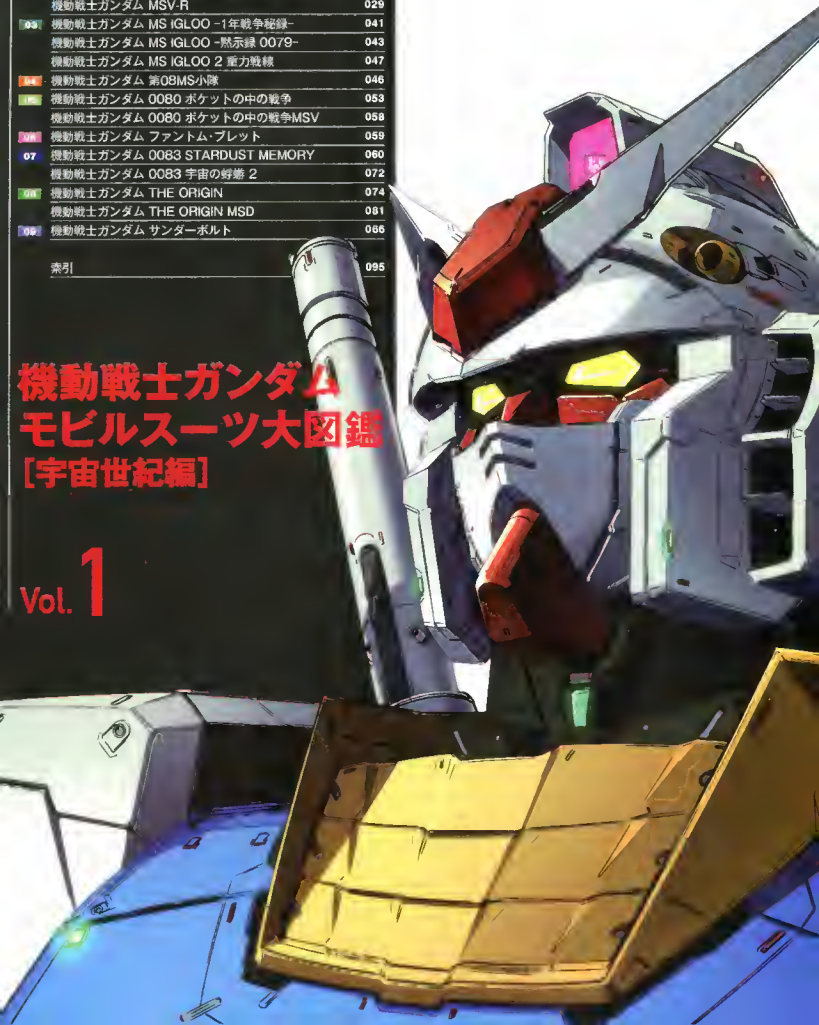 機動戦士ガンダム MSV-R 029
03 機動戦士ガンダム MS IGLOO -1年戦争秘録- 041
機動戦士ガンダム MS IGLOO -黙示録 0079- 043
機動戦士ガンダム MS IGLOO 2 重力戦線 047
04 機動戦士ガンダム 第08MS小隊 046
05 機動戦士ガンダム 0080 ポケットの中の戦争 053
機動戦士ガンダム 0080 ポケットの中の戦争MSV 058
06 機動戦士ガンダム ファントム・ブレット 059
07 機動戦士ガンダム 0083 STARDUST MEMORY 060
機動戦士ガンダム 0083 宇宙の蜉蝣 2 072
08 機動戦士ガンダム THE ORIGIN 074
機動戦士ガンダム THE ORIGIN MSD 081
09 機動戦士ガンダム サンダーボルト 066
索引 095
機動戦士ガンダム
モビルスーツ大図鑑
[宇宙世紀編]
Vol. 1